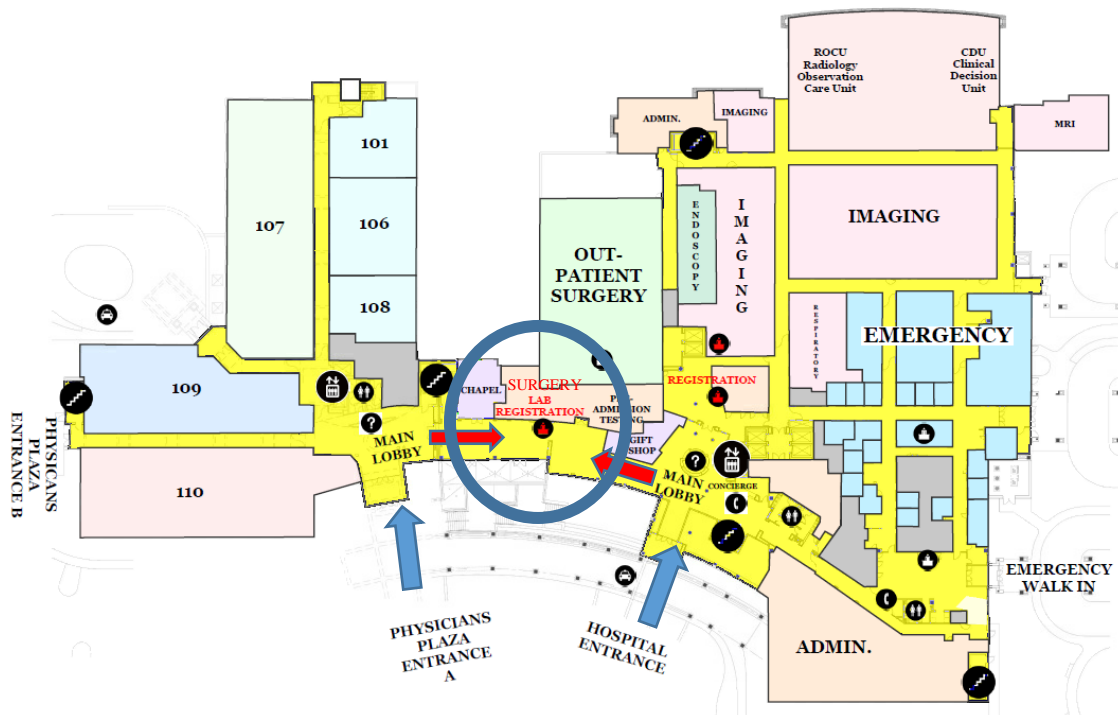 ROCU
Radiology
Observation
Care Unit
CDU
Clinical
Decision
Unit
ADMIN.
IMAGING
MRI
101
106
107
108
109
110
ENDOSCOPY
IMAGING
IMAGING
OUT-
PATIENT
SURGERY
RESPIRATORY
EMERGENCY
CHAPEL
SURGERY
LAB
REGISTRATION
ADMISSION
TESTING
REGISTRATION
GIFT
SHOP
?
MAIN
LOBBY
?
MAIN
LOBBY
CONCIERGE
PHYSICANS
PLAZA
ENTRANCE B
PHYSICIANS
PLAZA
ENTRANCE
A
HOSPITAL
ENTRANCE
EMERGENCY
WALK IN
ADMIN.